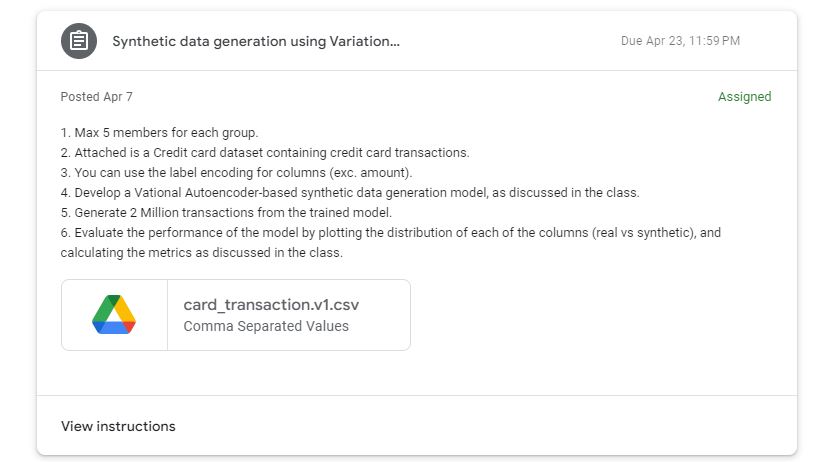 Synthetic data generation using Variation...
Due Apr 23, 11:59 PM
Posted Apr 7
Assigned
1. Max 5 members for each group.
2. Attached is a Credit card dataset containing credit card transactions.
3. You can use the label encoding for columns (exc. amount).
4. Develop a Vational Autoencoder-based synthetic data generation model, as discussed in the class.
5. Generate 2 Million transactions from the trained model.
6. Evaluate the performance of the model by plotting the distribution of each of the columns (real vs synthetic), and
calculating the metrics as discussed in the class.
card_transaction.v1.csv
Comma Separated Values
View instructions